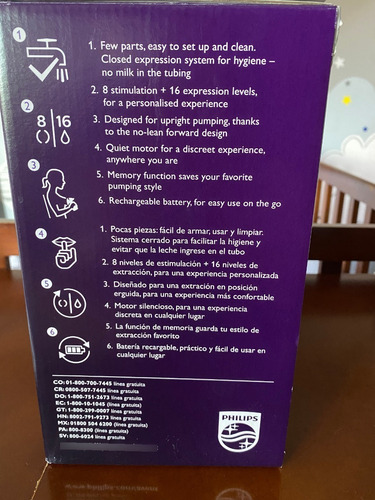 1
2
8 16
3
4
5
6
1. Few parts, easy to set up and clean.
Closed expression system for hygiene –
no milk in the tubing
2. 8 stimulation + 16 expression levels,
for a personalised experience
3. Designed for upright pumping, thanks
to the no-lean forward design
4. Quiet motor for a discreet experience,
anywhere you are
5. Memory function saves your favorite
pumping style
6. Rechargeable battery, for easy use on the go
1. Pocas piezas: fácil de armar, usar y limpiar.
Sistema cerrado para facilitar la higiene y
evitar que la leche ingrese en el tubo
2. 8 niveles de estimulación + 16 niveles de
extracción, para una experiencia personalizada
3. Diseñado para una extracción en posición
erguida, para una experiencia más confortable
4. Motor silencioso, para una experiencia
discreta en cualquier lugar
5. La función de memoria guarda tu estilo de
extracción favorito
6. Batería recargable, práctico y fácil de usar en
cualquier lugar
CO: 01-800-700-7445 línea gratuita
CR: 0800-507-7445 línea gratuita
DO: 1-800-751-2673 línea gratuita
EC: 1-800-10-1045 (línea gratuita)
GT: 1-800-299-0007 línea gratuita
HN: 8002-791-9273 línea gratuita
MX: 01800 504 6200 (línea gratuita)
PA: 800-8300 (línea gratuita)
SV: 800-6024 línea gratuita
PHILIPS